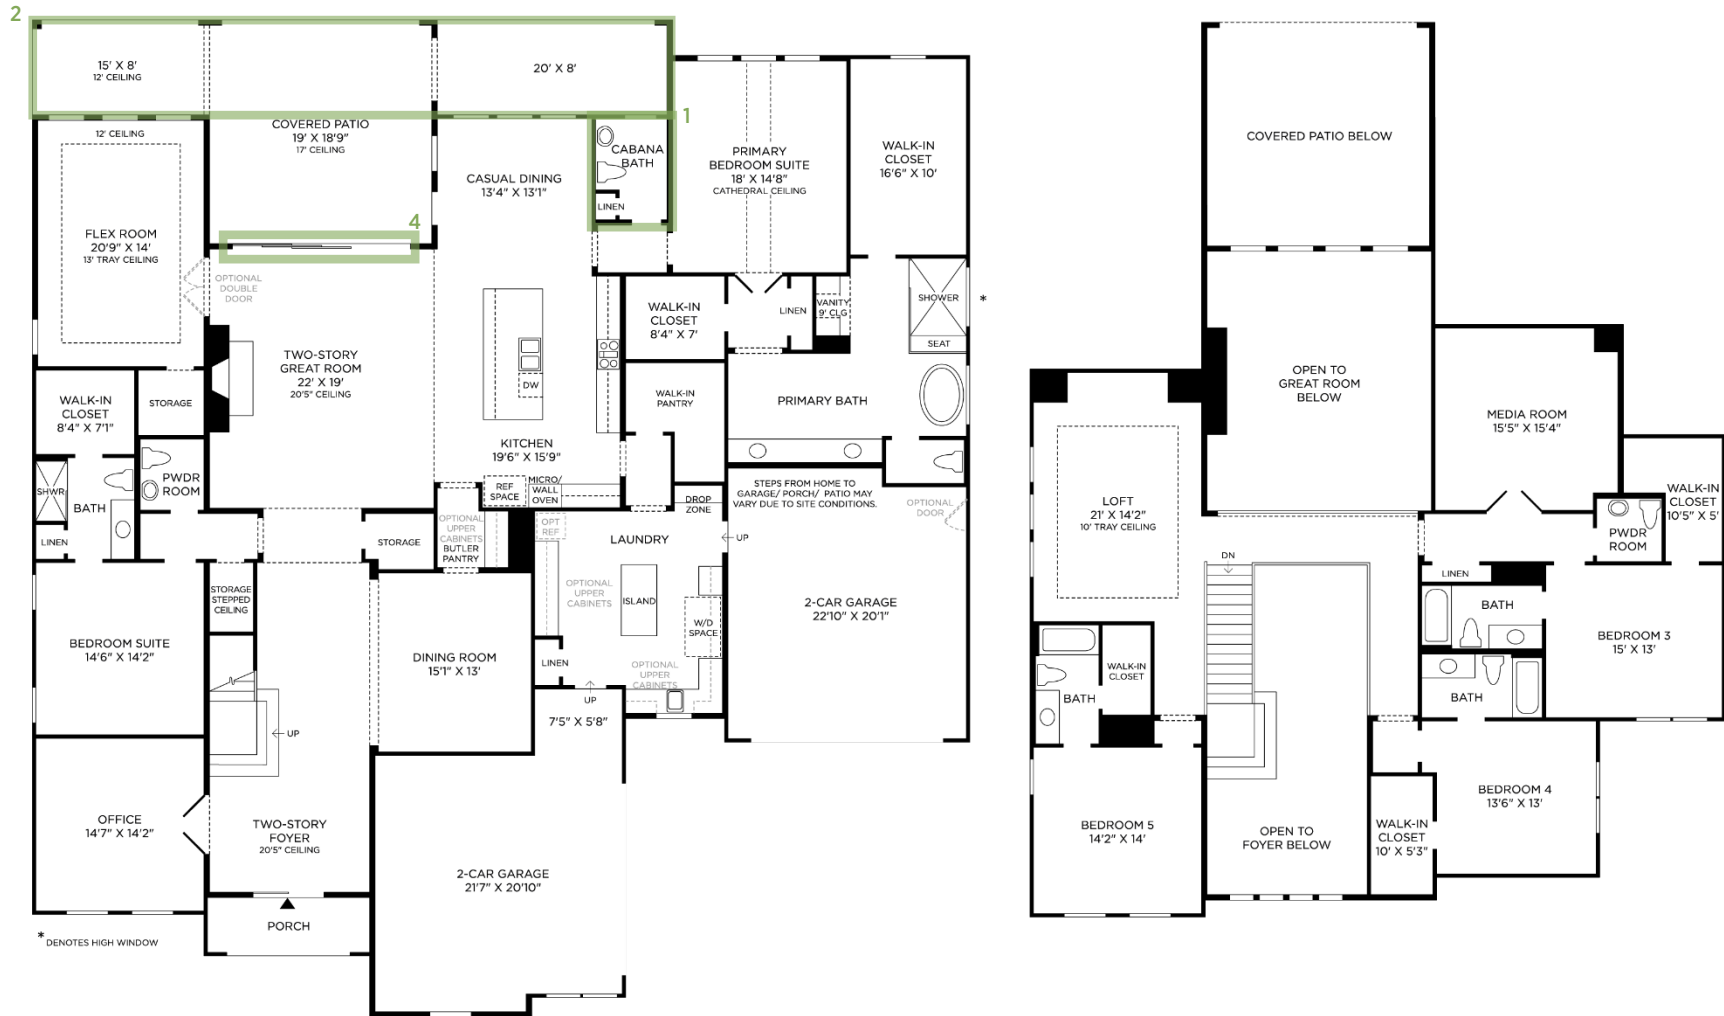 2
15' X 8'
12' CEILING
20' X 8'
1
12' CEILING
COVERED PATIO
19' X 18'9"
17' CEILING
CASUAL DINING
13'4" X 13'1"
CABANA
BATH
LINEN
PRIMARY
BEDROOM SUITE
18' X 14'8"
CATHEDRAL CEILING
WALK-IN
CLOSET
16'6" X 10'
FLEX ROOM
20'9" X 14'
13' TRAY CEILING
4
OPTIONAL
DOUBLE
DOOR
WALK-IN
CLOSET
8'4" X 7'
LINEN
VANITY
9' CLG
SHOWER
*
SEAT
TWO-STORY
GREAT ROOM
22' X 19'
20'5" CEILING
DW
WALK-IN
PANTRY
PRIMARY BATH
WALK-IN
CLOSET
8'4" X 7'1"
STORAGE
KITCHEN
19'6" X 15'9"
PWDR
ROOM
SHWR
BATH
LINEN
REF
SPACE
MICRO/
WALL
OVEN
DROP
ZONE
STEPS FROM HOME TO
GARAGE/ PORCH/ PATIO MAY
VARY DUE TO SITE CONDITIONS.
OPTIONAL
DOOR
STORAGE
OPTIONAL
UPPER
CABINETS
BUTLER
PANTRY
OPT
REF
LAUNDRY
UP
STORAGE
STEPPED
CEILING
OPTIONAL
UPPER
CABINETS
ISLAND
W/D
SPACE
2-CAR GARAGE
22'10" X 20'1"
BEDROOM SUITE
14'6" X 14'2"
DINING ROOM
15'1" X 13'
LINEN
OPTIONAL
UPPER
CABINETS
UP
7'5" X 5'8"
UP
OFFICE
14'7" X 14'2"
TWO-STORY
FOYER
20'5" CEILING
2-CAR GARAGE
21'7" X 20'10"
PORCH
* DENOTES HIGH WINDOW
COVERED PATIO BELOW
OPEN TO
GREAT ROOM
BELOW
MEDIA ROOM
15'5" X 15'4"
LOFT
21' X 14'2"
10' TRAY CEILING
WALK-IN
CLOSET
10'5" X 5'
PWDR
ROOM
DN
LINEN
BATH
BEDROOM 3
15' X 13'
WALK-IN
CLOSET
BATH
BATH
BEDROOM 4
13'6" X 13'
BEDROOM 5
14'2" X 14'
OPEN TO
FOYER BELOW
WALK-IN
CLOSET
10' X 5'3"